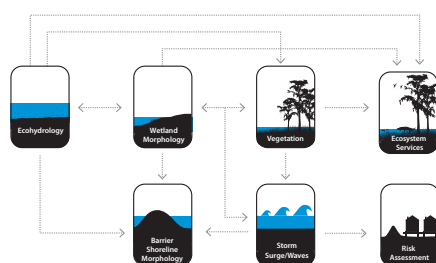 Ecohydrology
Wetland
Morphology
Vegetation
Ecosystem
Services
Barrier
Shoreline
Morphology
Storm
Surge/Waves
Risk
Assessment